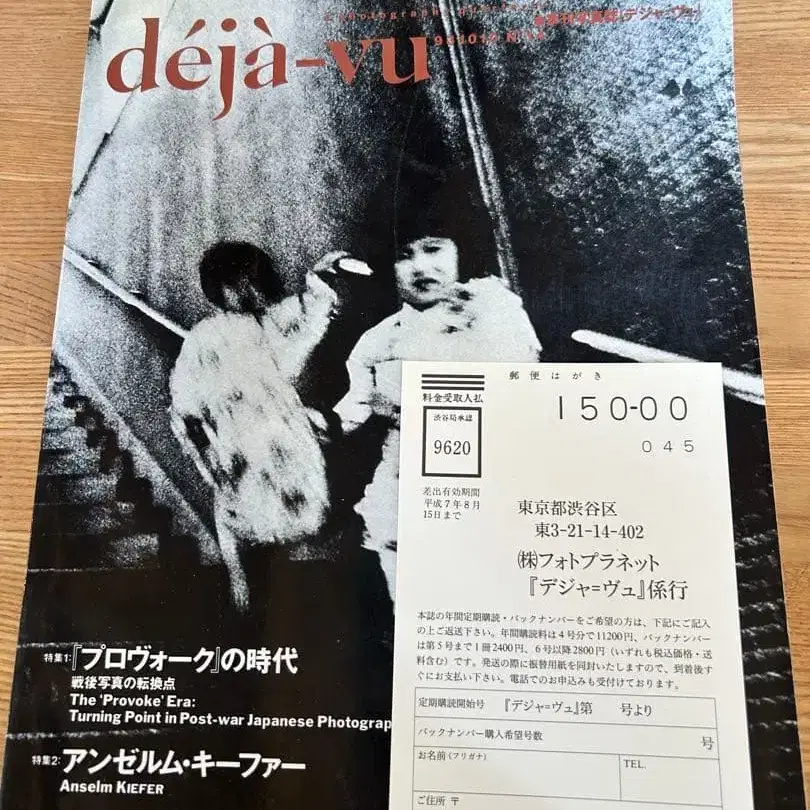 a photography quarterly
季刊写真誌[デジャ=ヴュ]
déjà-vu
931010 N.14
特集1:『プロヴォーク』の時代
戦後写真の転換点
The 'Provoke' Era:
Turning Point in Post-war Japanese Photograp
特集2:アンゼルム・キーファー
Anselm KIEFER
郵便はがき
料金受取人払
渋谷局承認
9620
差出有効期間
平成7年8月
15日まで
150-00
045
東京都渋谷区
東3-21-14-402
㈱フォトプラネット
『デジャ=ヴュ』係行
本誌の年間定期購読・バックナンバーをご希望の方は、下記にご記入
の上ご返送下さい。年間購読料は4号分で11200円、バックナンバー
は第5号まで1冊2400円、6号以降2800円(いずれも税込価格・送
料含む)です。発送の際に振替用紙を同封いたしますので、到着後す
ぐにお支払い下さい。電話でのお申込みも受付けております。
定期購読開始号 『デジャ=ヴュ』第 号より
バックナンバー購入希望号数 号
お名前(フリガナ) TEL.
ご住所 〒